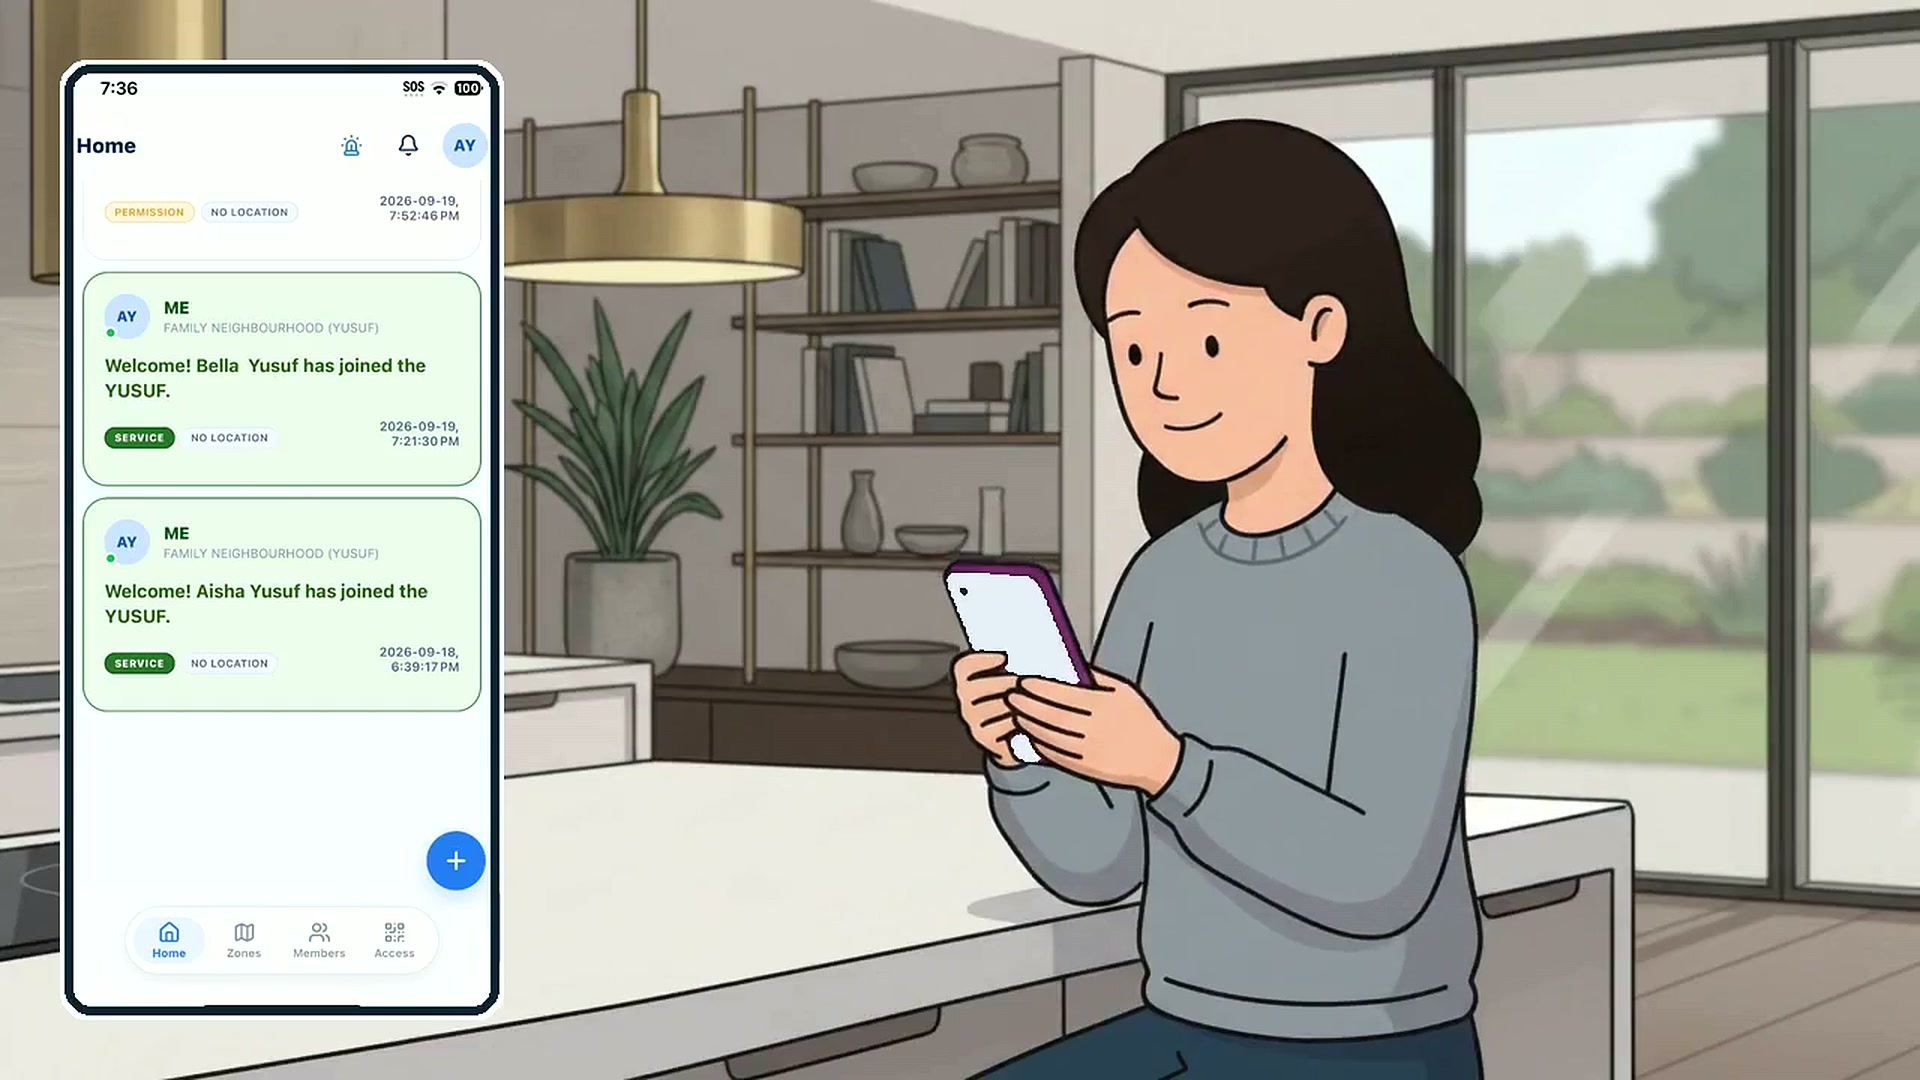 7:36
SOS
100
Home
AY
PERMISSION
NO LOCATION
2026-09-19,
7:52:46 PM
AY
ME
FAMILY NEIGHBOURHOOD (YUSUF)
Welcome! Bella  Yusuf has joined the
YUSUF.
SERVICE
NO LOCATION
2026-09-19,
7:21:30 PM
AY
ME
FAMILY NEIGHBOURHOOD (YUSUF)
Welcome! Aisha Yusuf has joined the
YUSUF.
SERVICE
NO LOCATION
2026-09-18,
6:39:17 PM
Home
Zones
Members
Access